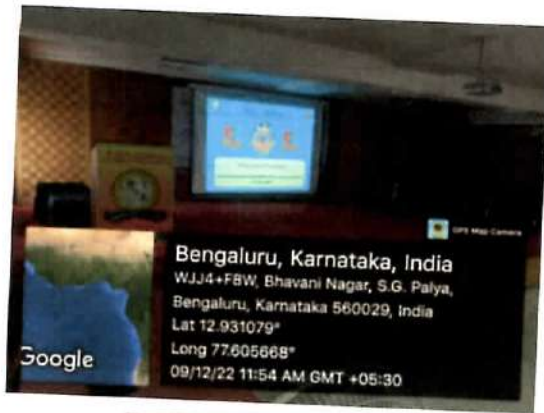 GPS Map Camera
Bengaluru, Karnataka, India
WJJ4+F8W, Bhavani Nagar, S.G. Palya,
Bengaluru, Karnataka 560029, India
Lat 12.931079°
Long 77.605668°
09/12/22 11:54 AM GMT +05:30
Google